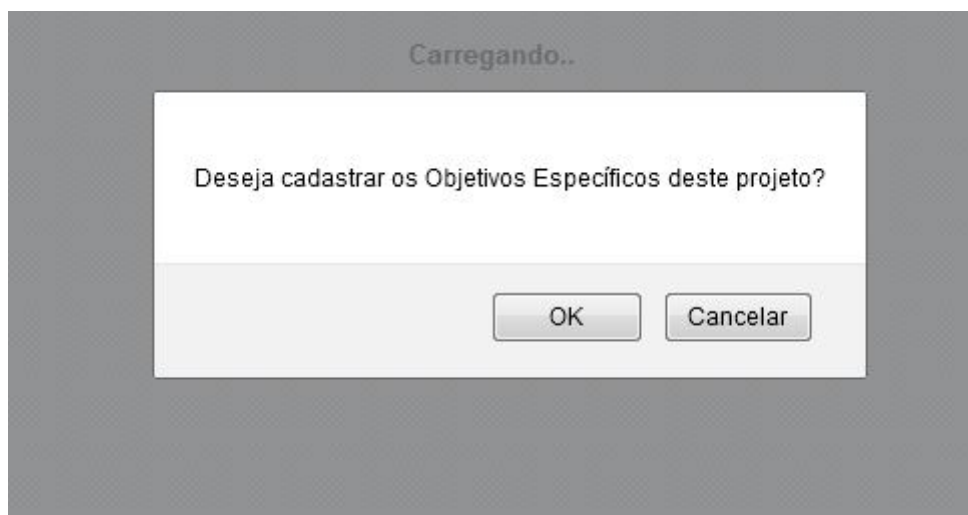 Carregando..
Deseja cadastrar os Objetivos Específicos deste projeto?
OK
Cancelar